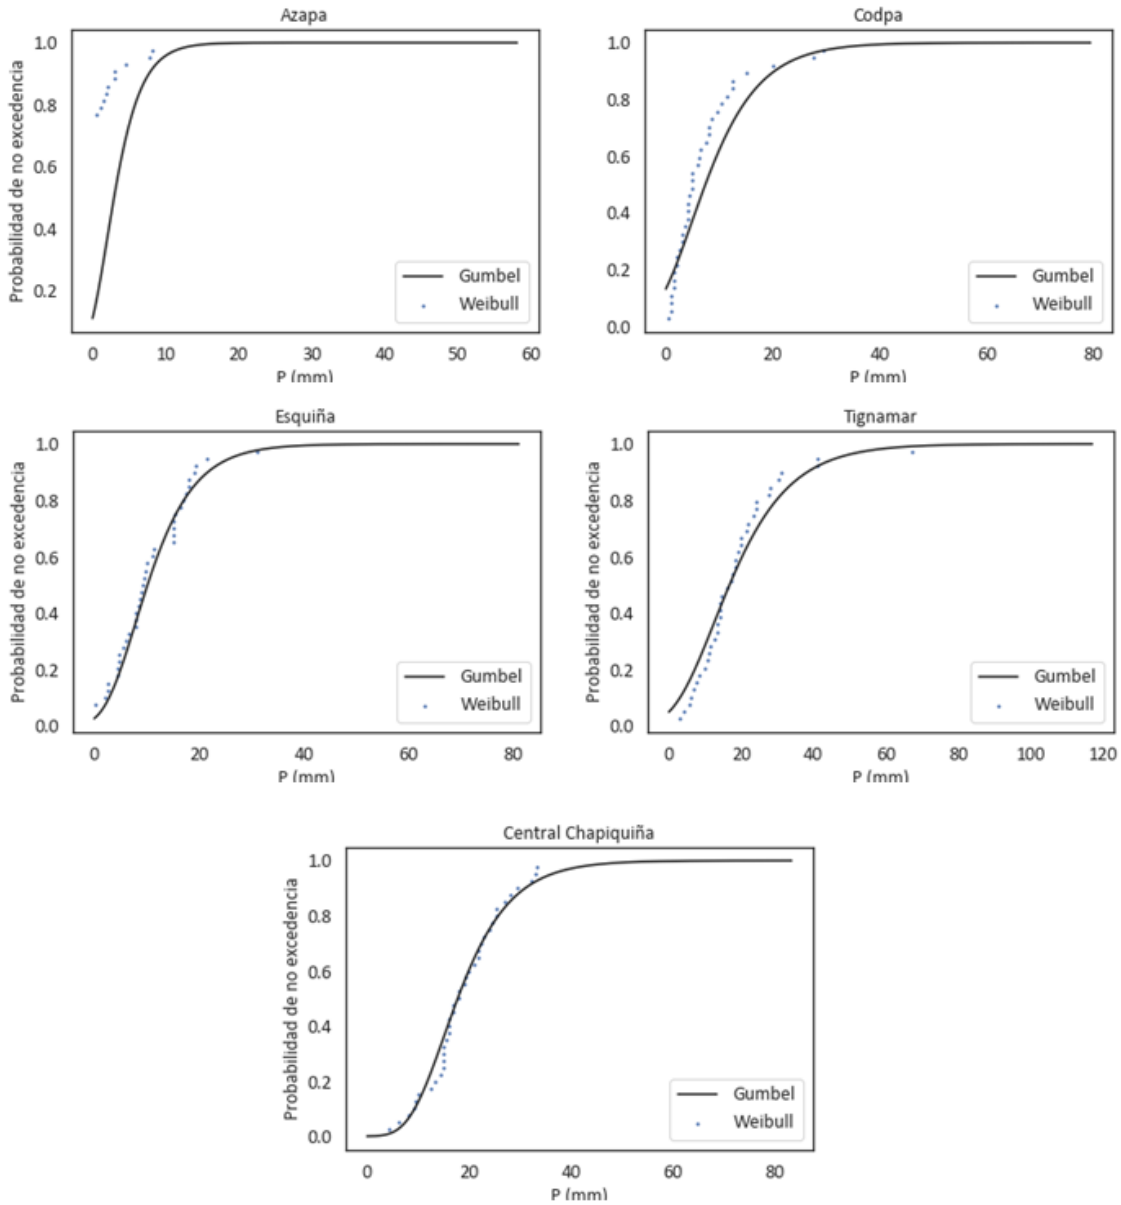 Azapa
Probabilidad de no excedencia
1.0
0.8
0.6
0.4
0.2
Gumbel
Weibull
0 10 20 30 40 50 60
P (mm)
Codpa
1.0
0.8
0.6
0.4
0.2
0.0
Gumbel
Weibull
0 20 40 60 80
P (mm)
Esquiña
Probabilidad de no excedencia
1.0
0.8
0.6
0.4
0.2
0.0
Gumbel
Weibull
0 20 40 60 80
P (mm)
Tignamar
Probabilidad de no excedencia
1.0
0.8
0.6
0.4
0.2
0.0
Gumbel
Weibull
0 20 40 60 80 100 120
P (mm)
Central Chapiquiña
Probabilidad de no excedencia
1.0
0.8
0.6
0.4
0.2
0.0
Gumbel
Weibull
0 20 40 60 80
P (mm)